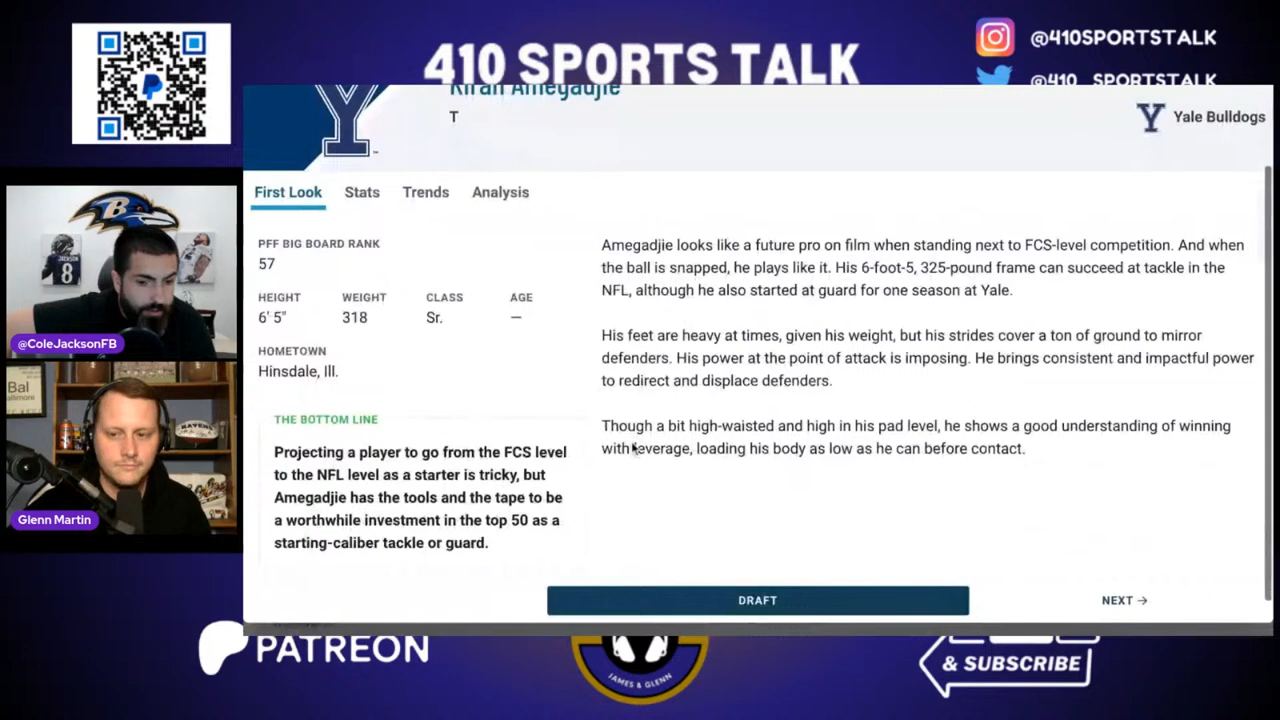 410 SPORTS TALK
@410SPORTSTALK
@410_SPORTSTALK
Kiran Amegadjie
T
Y Yale Bulldogs
First Look Stats Trends Analysis
PFF BIG BOARD RANK
57
HEIGHT WEIGHT CLASS AGE
6' 5" 318 Sr. —
HOMETOWN
Hinsdale, Ill.
THE BOTTOM LINE
Projecting a player to go from the FCS level
to the NFL level as a starter is tricky, but
Amegadjie has the tools and the tape to be
a worthwhile investment in the top 50 as a
starting-caliber tackle or guard.
Amegadjie looks like a future pro on film when standing next to FCS-level competition. And when
the ball is snapped, he plays like it. His 6-foot-5, 325-pound frame can succeed at tackle in the
NFL, although he also started at guard for one season at Yale.
His feet are heavy at times, given his weight, but his strides cover a ton of ground to mirror
defenders. His power at the point of attack is imposing. He brings consistent and impactful power
to redirect and displace defenders.
Though a bit high-waisted and high in his pad level, he shows a good understanding of winning
with leverage, loading his body as low as he can before contact.
DRAFT
NEXT →
B
JACKSON
8
@ColeJacksonFB
Bal
altimore
RAVENS
Glenn Martin
PATREON
JAMES & GLENN
& SUBSCRIBE